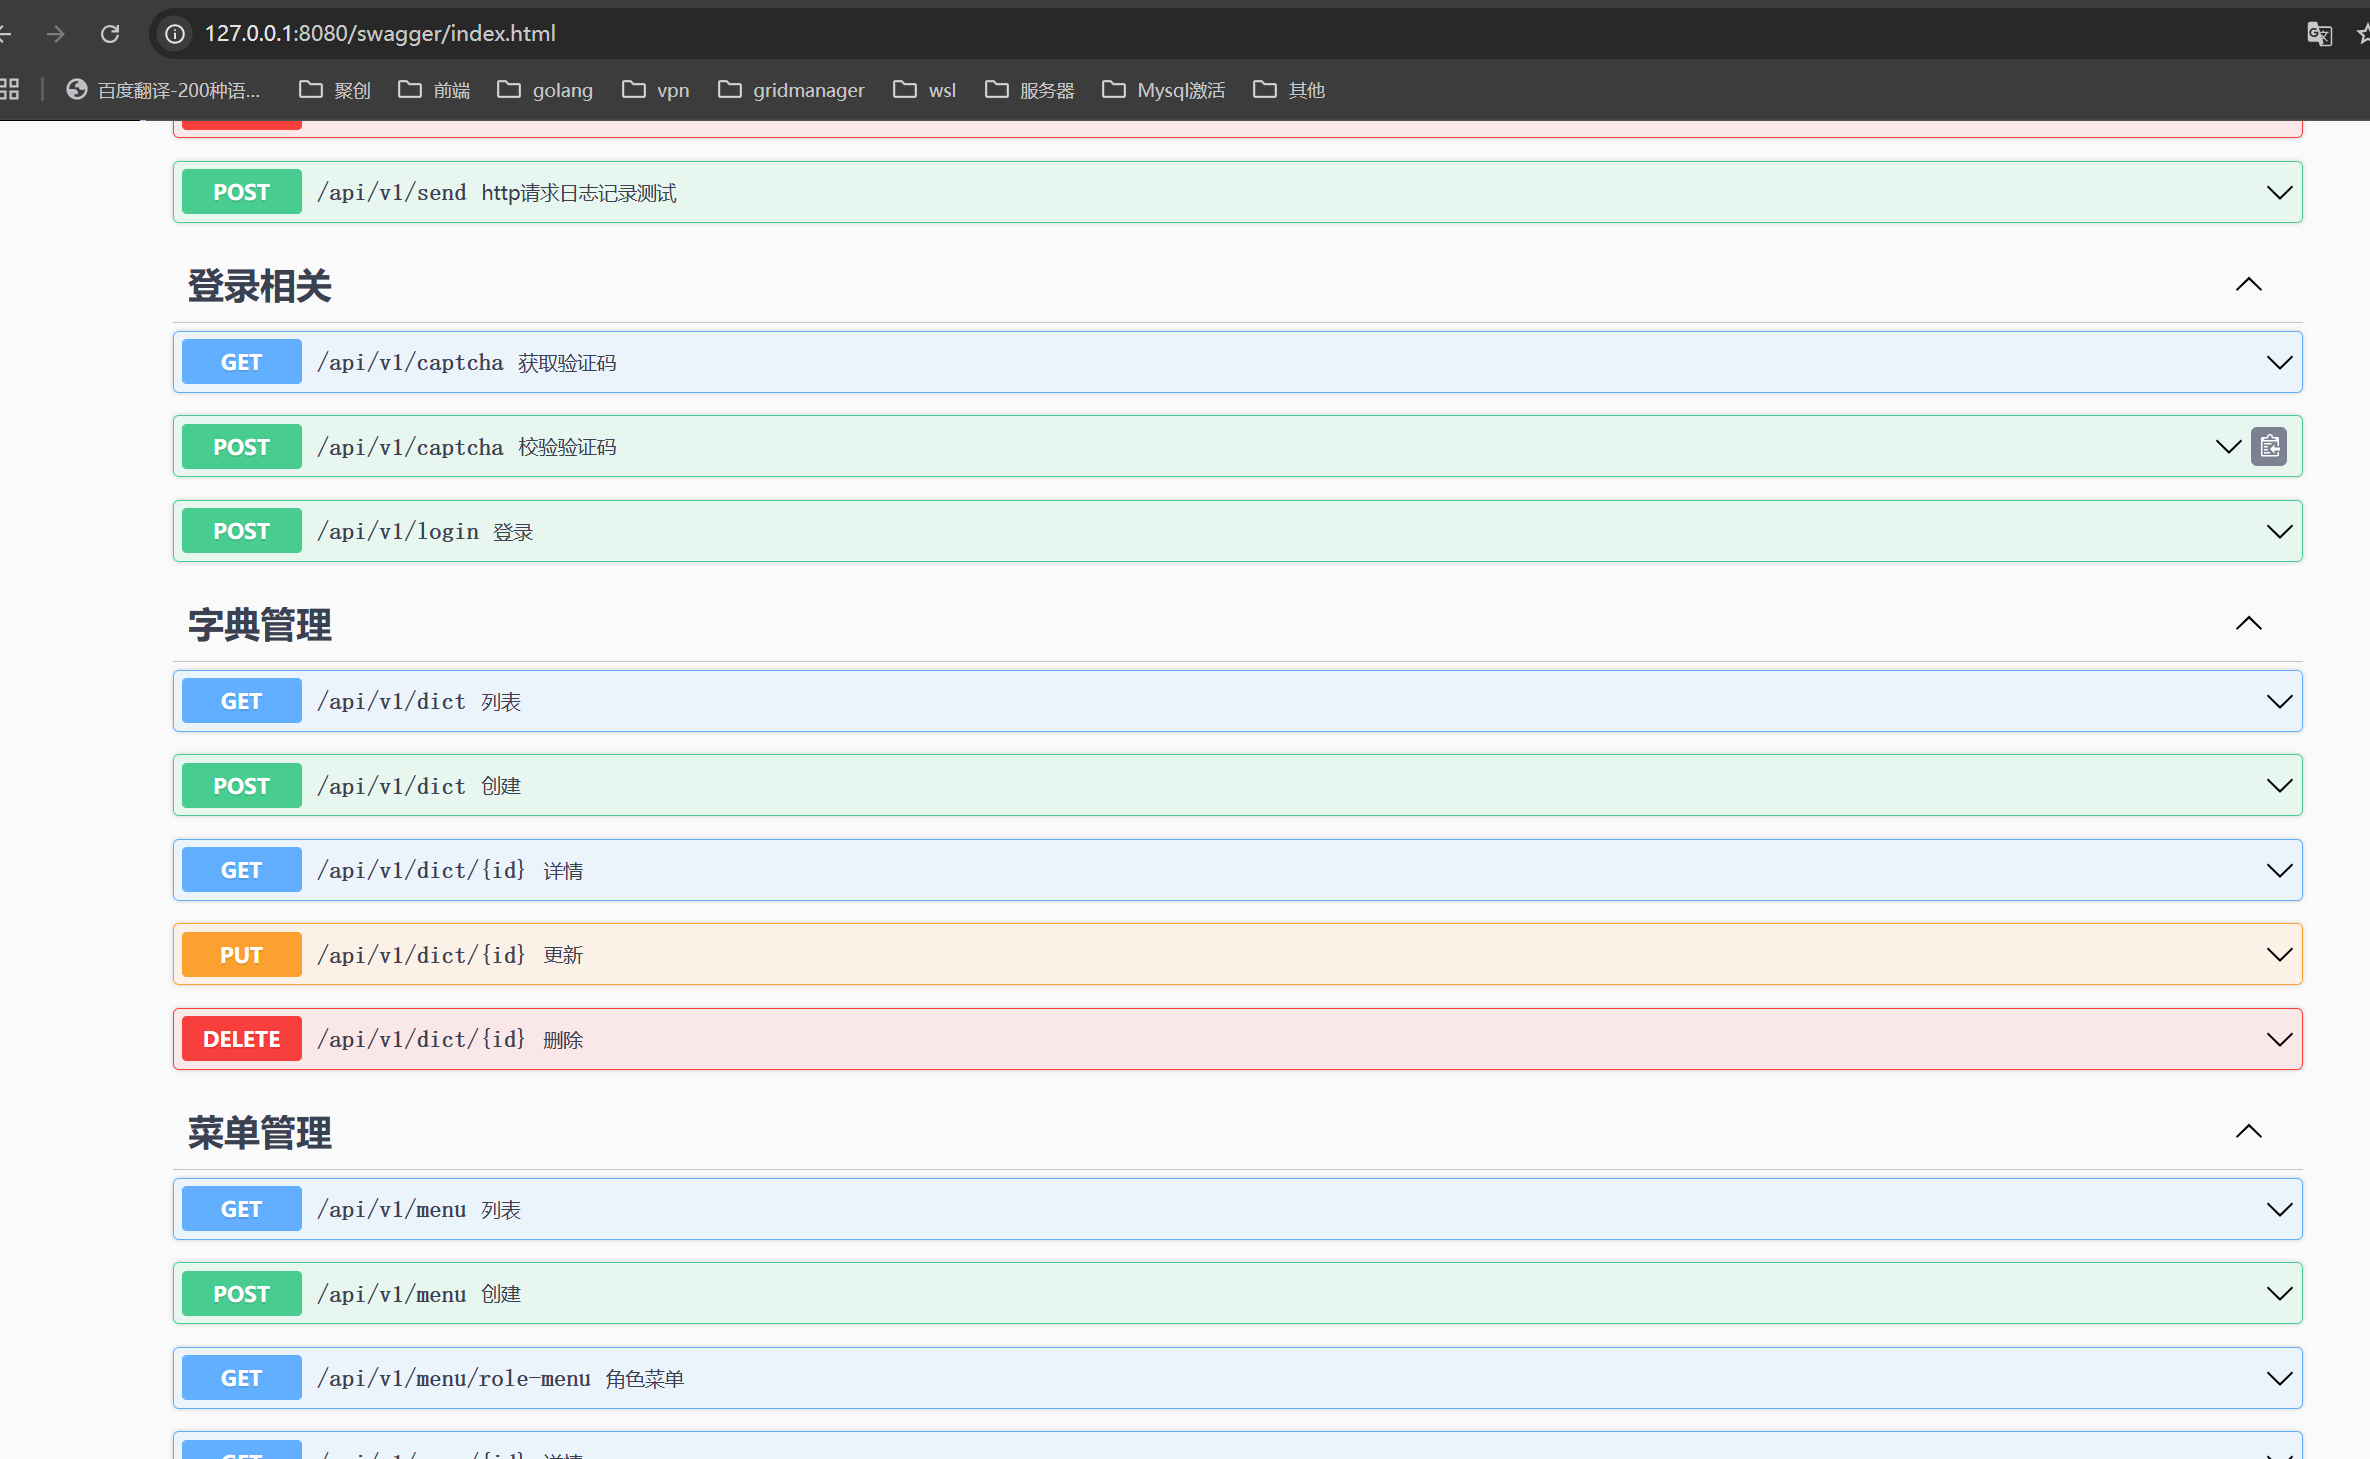 127.0.0.1:8080/swagger/index.html
百度翻译-200种语... 聚创 前端 golang vpn gridmanager wsl 服务器 Mysql激活 其他
POST /api/v1/send http请求日志记录测试
登录相关
GET /api/v1/captcha 获取验证码
POST /api/v1/captcha 校验验证码
POST /api/v1/login 登录
字典管理
GET /api/v1/dict 列表
POST /api/v1/dict 创建
GET /api/v1/dict/{id} 详情
PUT /api/v1/dict/{id} 更新
DELETE /api/v1/dict/{id} 删除
菜单管理
GET /api/v1/menu 列表
POST /api/v1/menu 创建
GET /api/v1/menu/role-menu 角色菜单
GET /api/v1/menu/{id} 详情